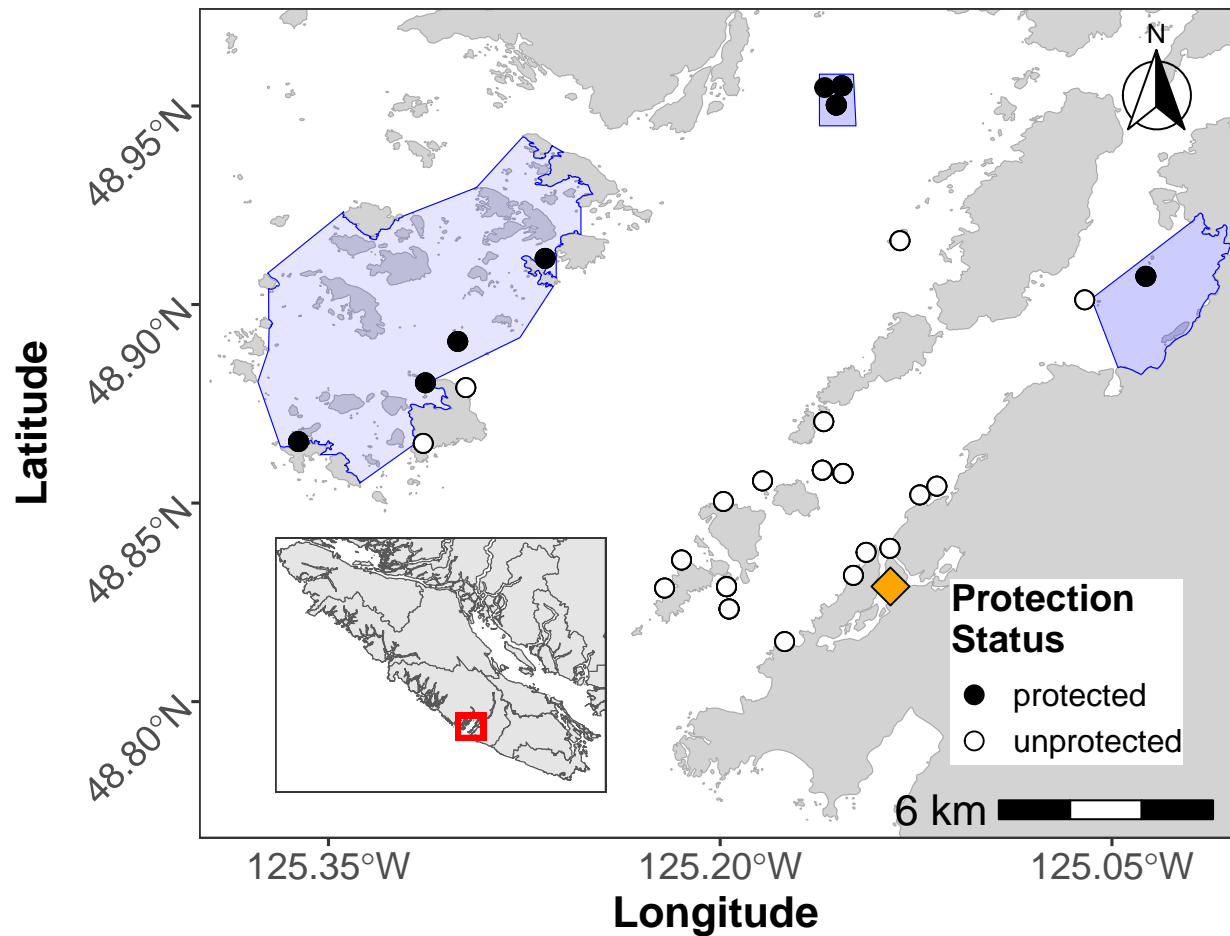 N
48.95°N
48.90°N
48.85°N
48.80°N
Latitude
Protection
Status
protected
unprotected
6 km
125.35°W
125.20°W
125.05°W
Longitude